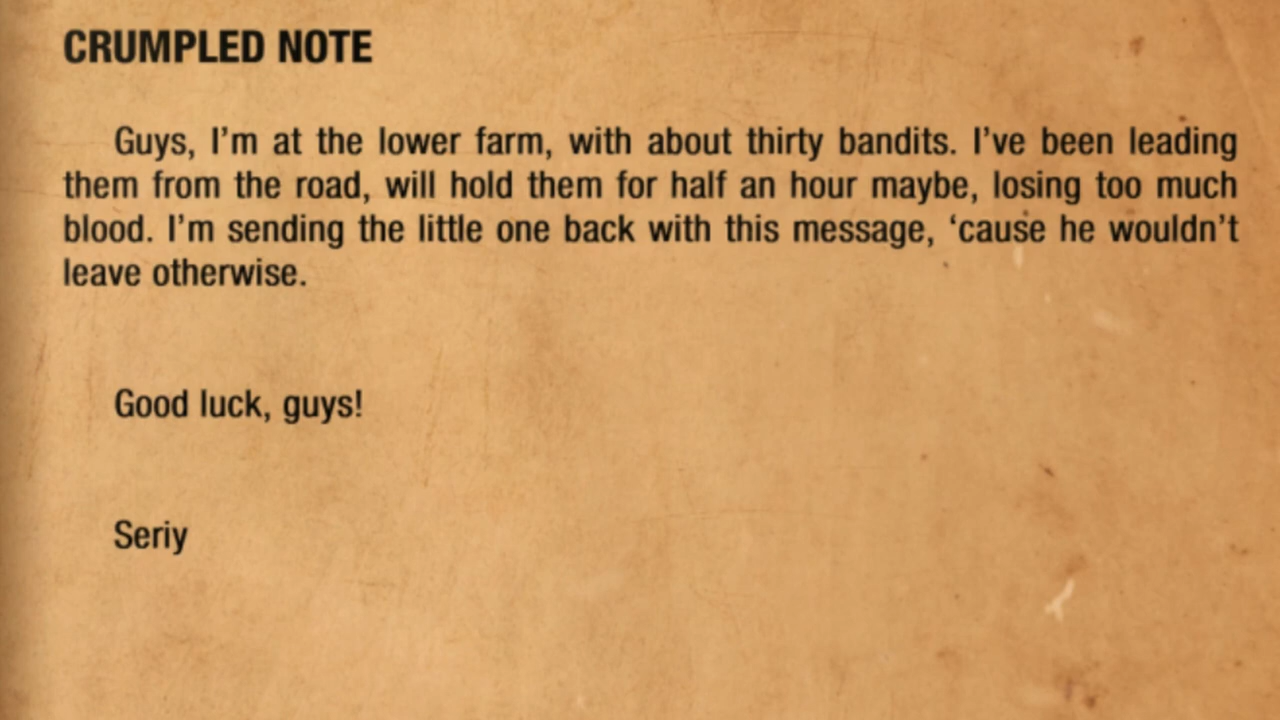 CRUMPLED NOTE
Guys, I’m at the lower farm, with about thirty bandits. I’ve been leading
them from the road, will hold them for half an hour maybe, losing too much
blood. I’m sending the little one back with this message, ‘cause he wouldn’t
leave otherwise.
Good luck, guys!
Seriy